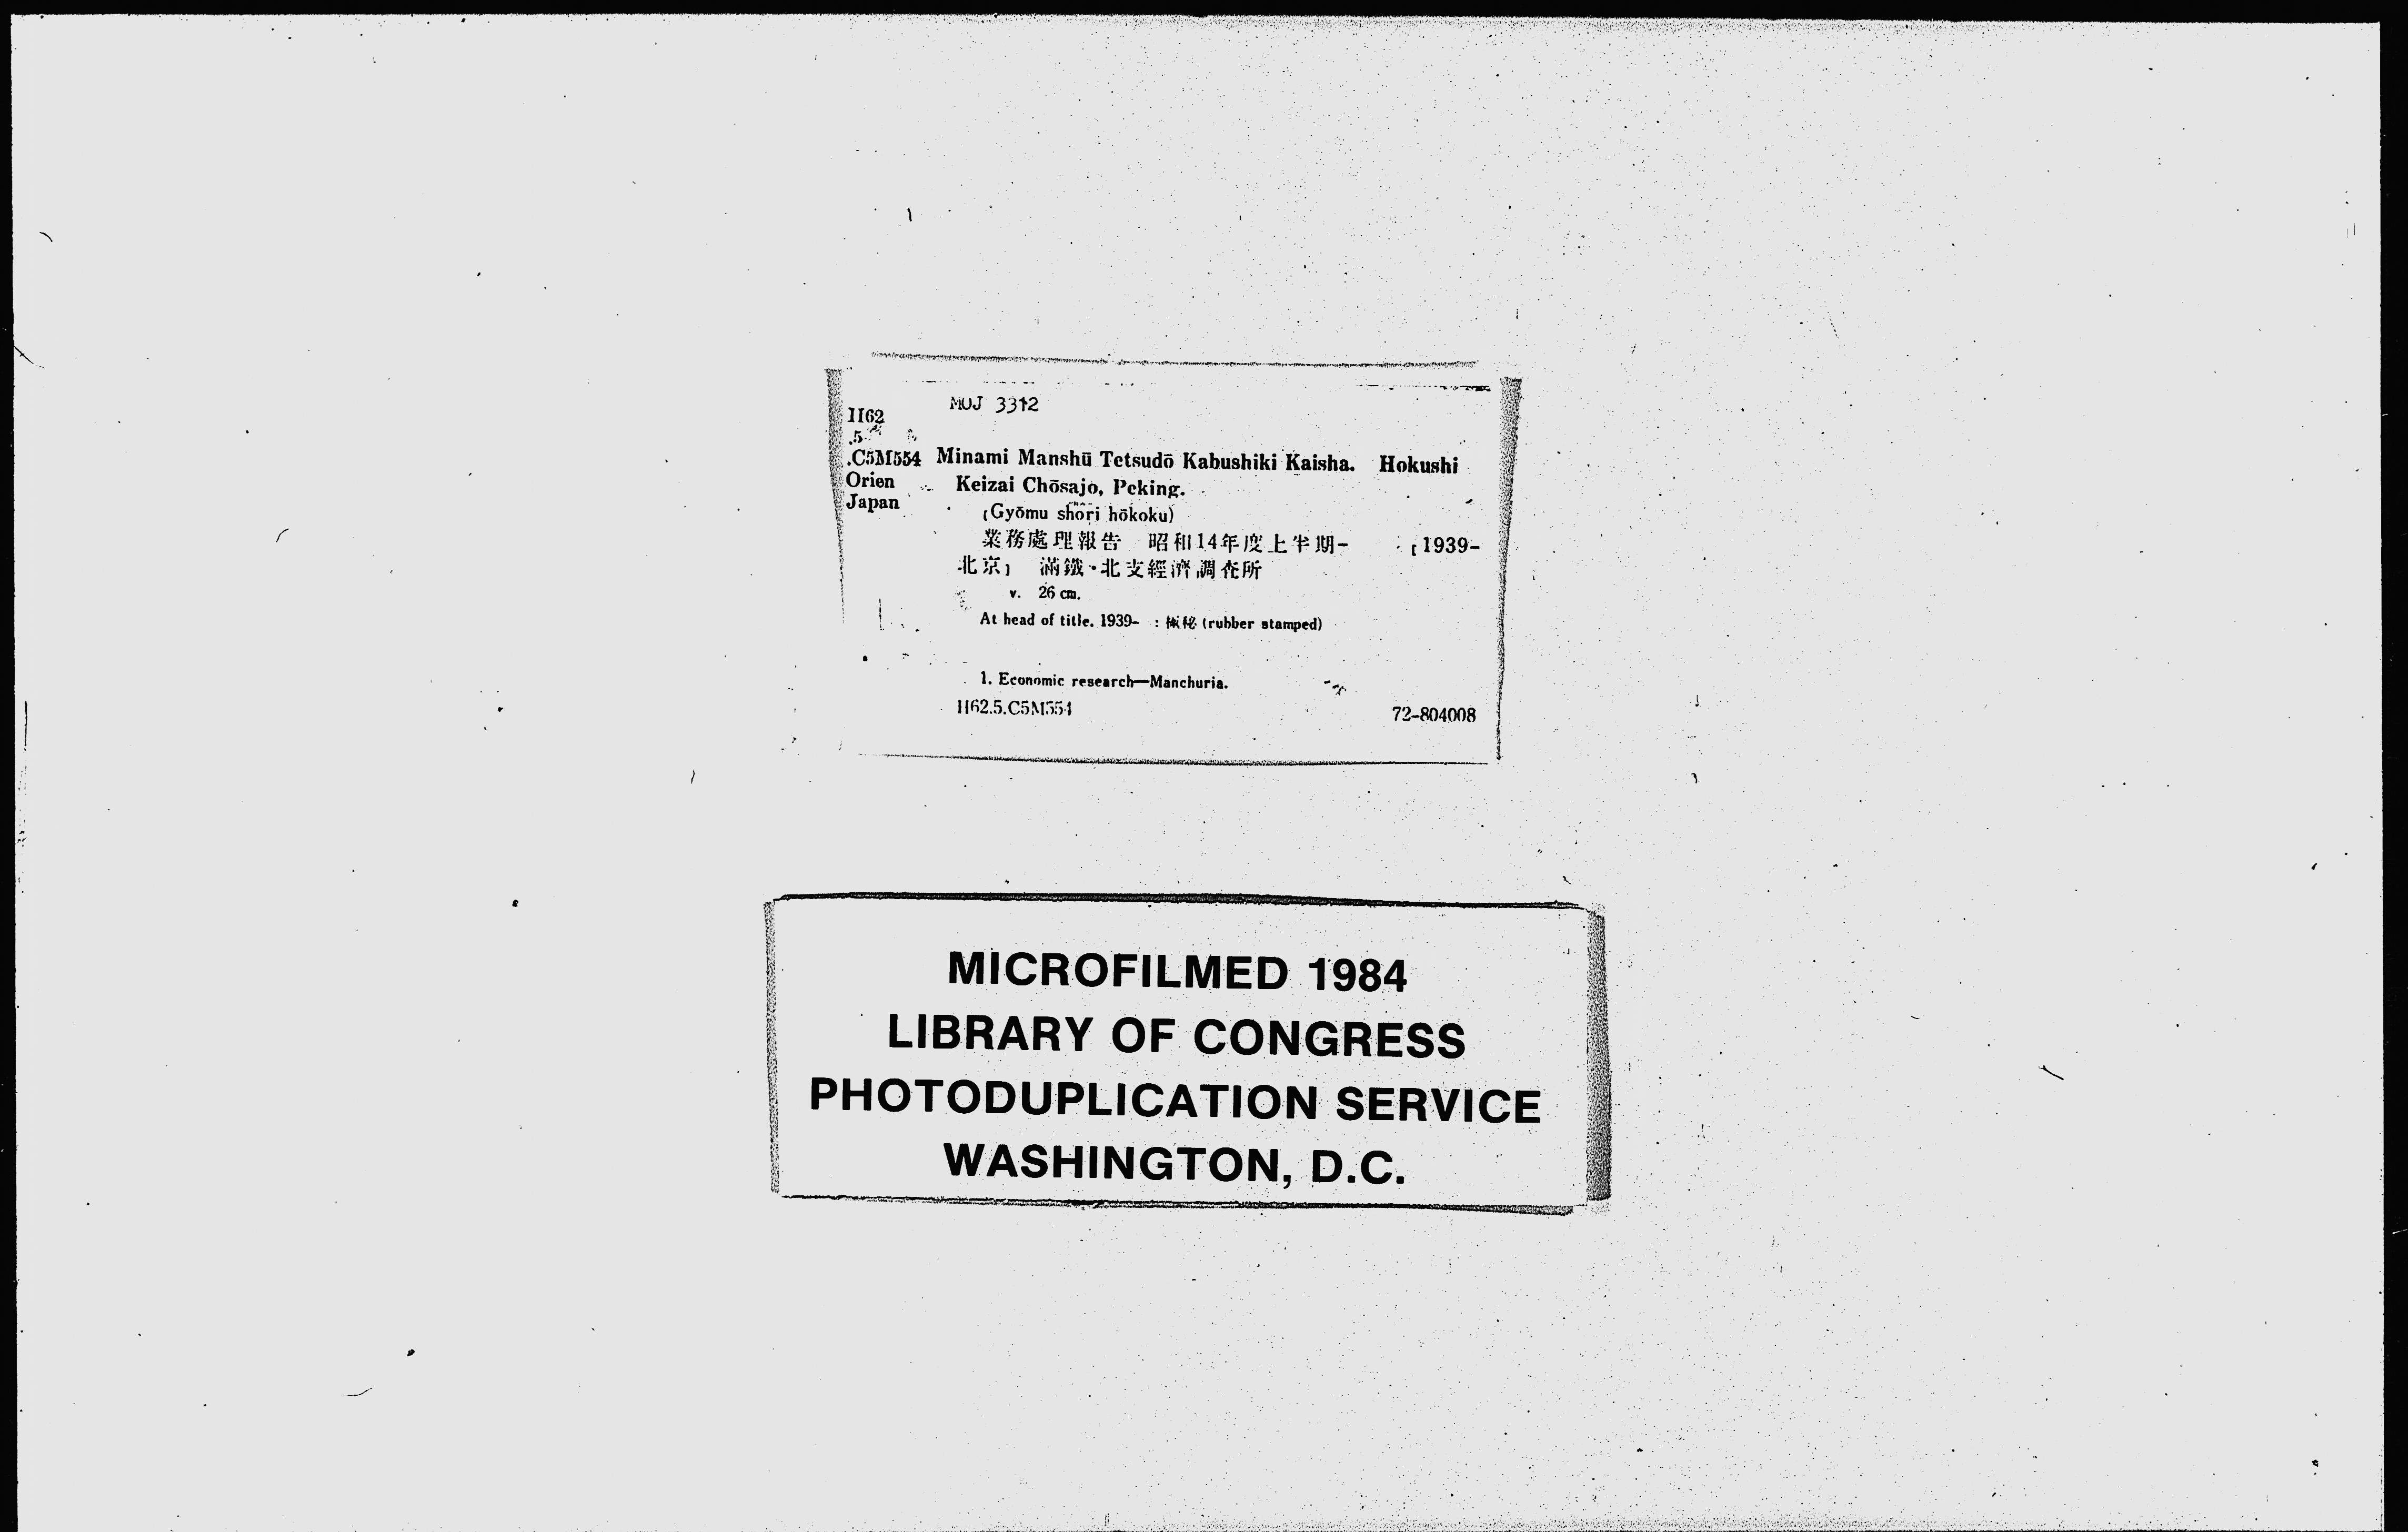 MOJ 3312
H62
.5
.C5M554 Minami Manshū Tetsudō Kabushiki Kaisha. Hokushi
Orien Keizai Chōsajo, Peking.
Japan
[Gyōmu shori hōkoku)
業務處理報告 昭和14年度上半期- [1939-
北京] 滿鐵・北支經濟調查所
v. 26 cm.
At head of title, 1939- : 極秘 (rubber stamped)
1. Economic research—Manchuria.
H62.5.C5M554 72-804008
MICROFILMED 1984
LIBRARY OF CONGRESS
PHOTODUPLICATION SERVICE
WASHINGTON, D.C.